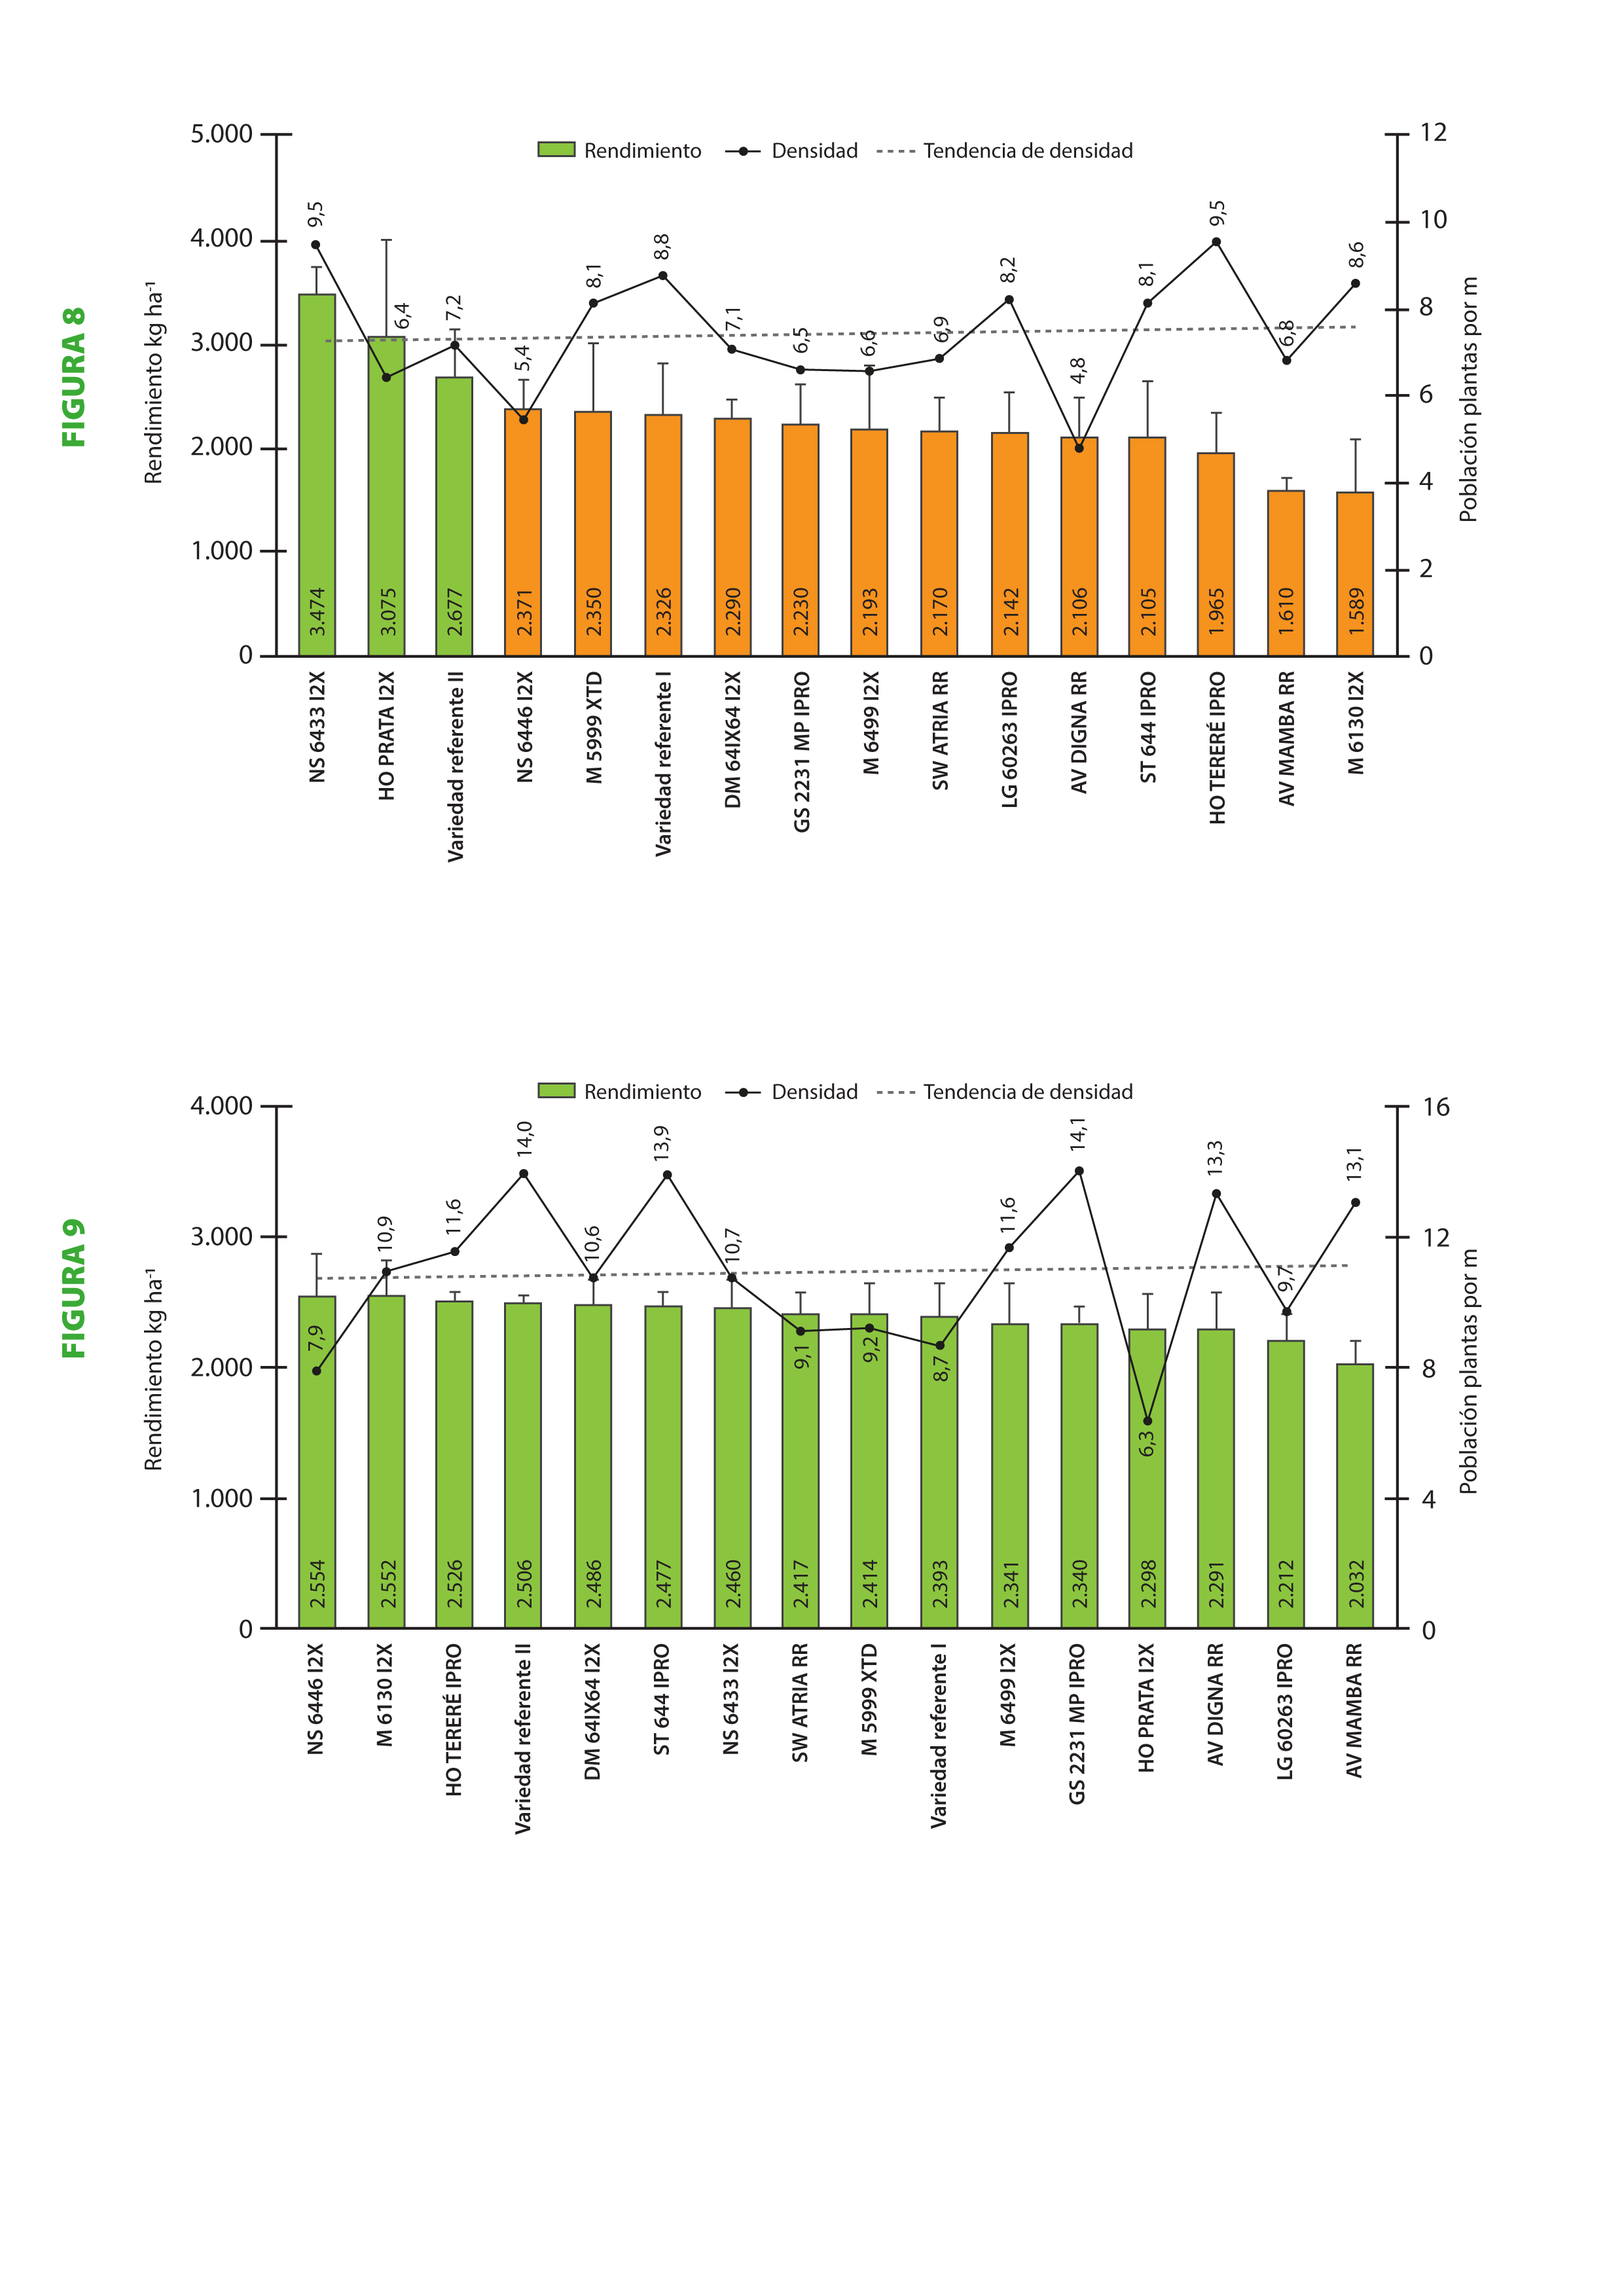 FIGURA 8
Rendimiento kg ha-1
5.000
4.000
3.000
2.000
1.000
0
Rendimiento Densidad Tendencia de densidad
9,5 6,4 7,2 5,4 8,1 8,8 7,1 6,5 6,6 6,9 8,2 4,8 8,1 9,5 6,8 8,6
3.474 3.075 2.677 2.371 2.350 2.326 2.290 2.230 2.193 2.170 2.142 2.106 2.105 1.965 1.610 1.589
12
10
8
6
4
2
0
Población plantas por m
NS 6433 I2X
HO PRATA I2X
Variedad referente II
NS 6446 I2X
M 5999 XTD
Variedad referente I
DM 64IX64 I2X
GS 2231 MP IPRO
M 6499 I2X
SW ATRIA RR
LG 60263 IPRO
AV DIGNA RR
ST 644 IPRO
HO TERERÉ IPRO
AV MAMBA RR
M 6130 I2X
FIGURA 9
Rendimiento kg ha-1
4.000
3.000
2.000
1.000
0
Rendimiento Densidad Tendencia de densidad
7,9 10,9 11,6 14,0 10,6 13,9 10,7 9,1 9,2 8,7 11,6 14,1 6,3 13,3 9,7 13,1
2.554 2.552 2.526 2.506 2.486 2.477 2.460 2.417 2.414 2.393 2.341 2.340 2.298 2.291 2.212 2.032
16
12
8
4
0
Población plantas por m
NS 6446 I2X
M 6130 I2X
HO TERERÉ IPRO
Variedad referente II
DM 64IX64 I2X
ST 644 IPRO
NS 6433 I2X
SW ATRIA RR
M 5999 XTD
Variedad referente I
M 6499 I2X
GS 2231 MP IPRO
HO PRATA I2X
AV DIGNA RR
LG 60263 IPRO
AV MAMBA RR